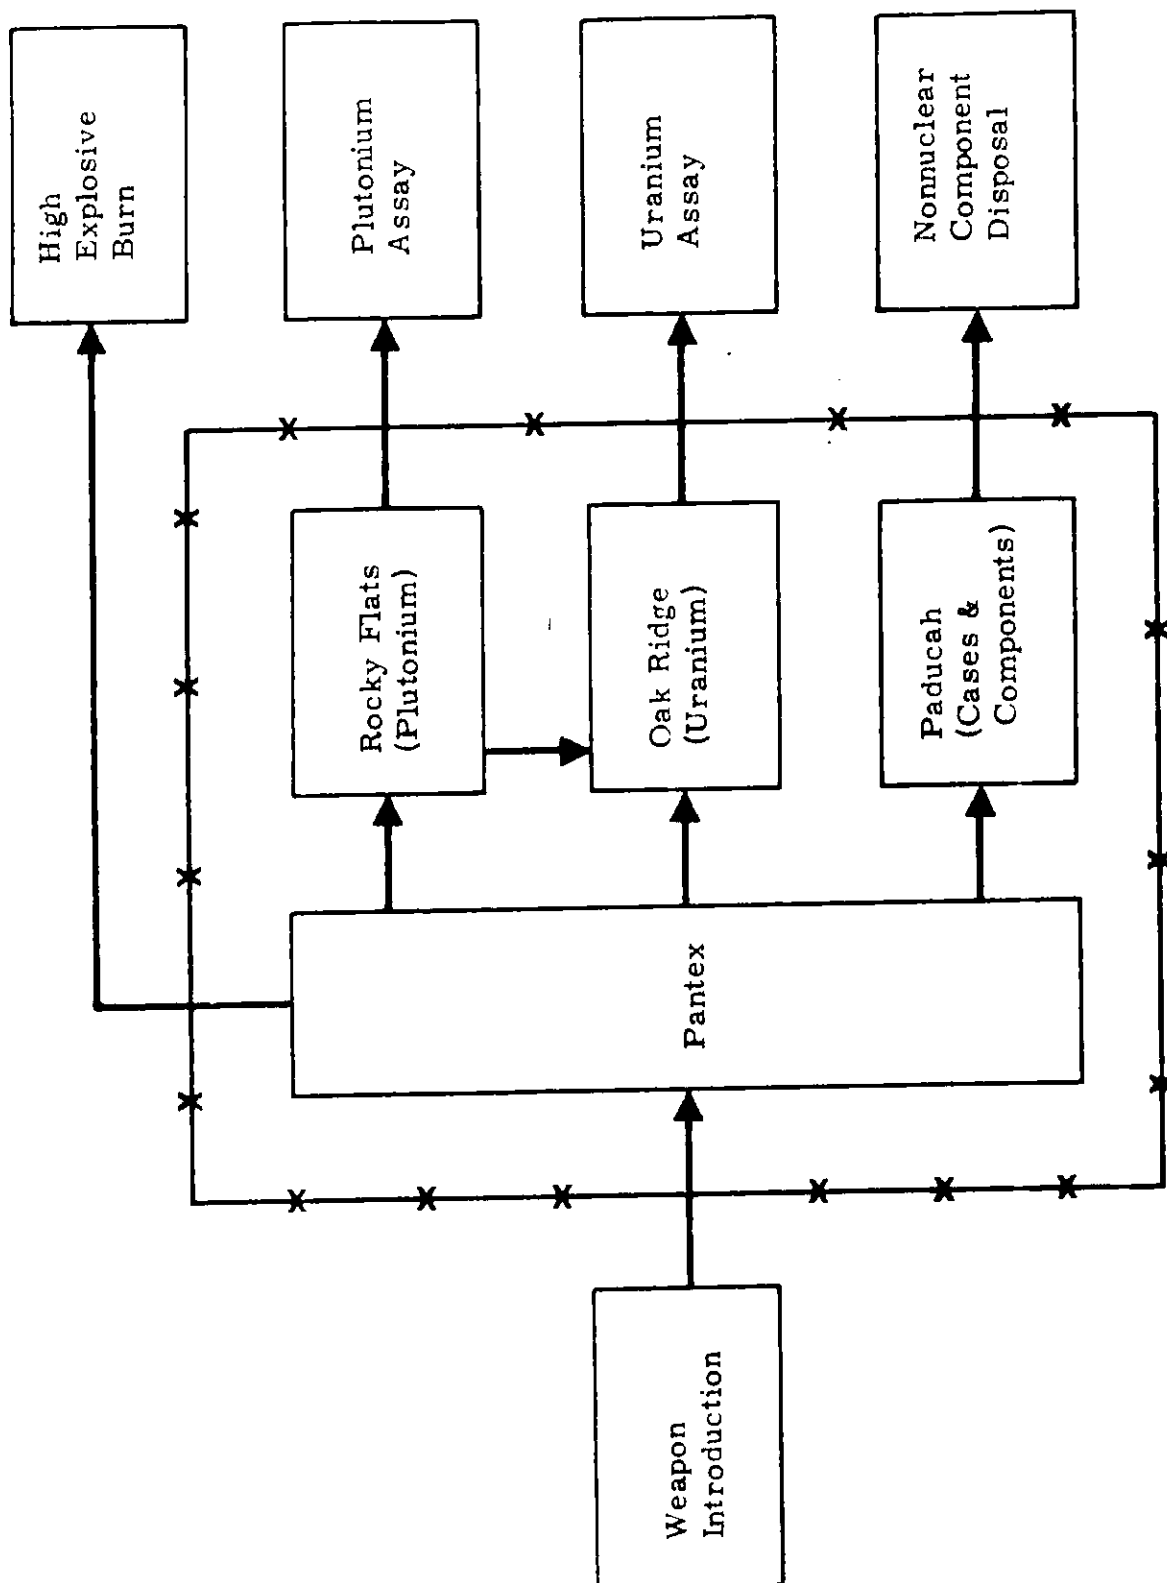 High
Explosive
Burn
Plutonium
Assay
Uranium
Assay
Nonnuclear
Component
Disposal
Rocky Flats
(Plutonium)
Oak Ridge
(Uranium)
Paducah
(Cases &
Components)
Pantex
Weapon
Introduction